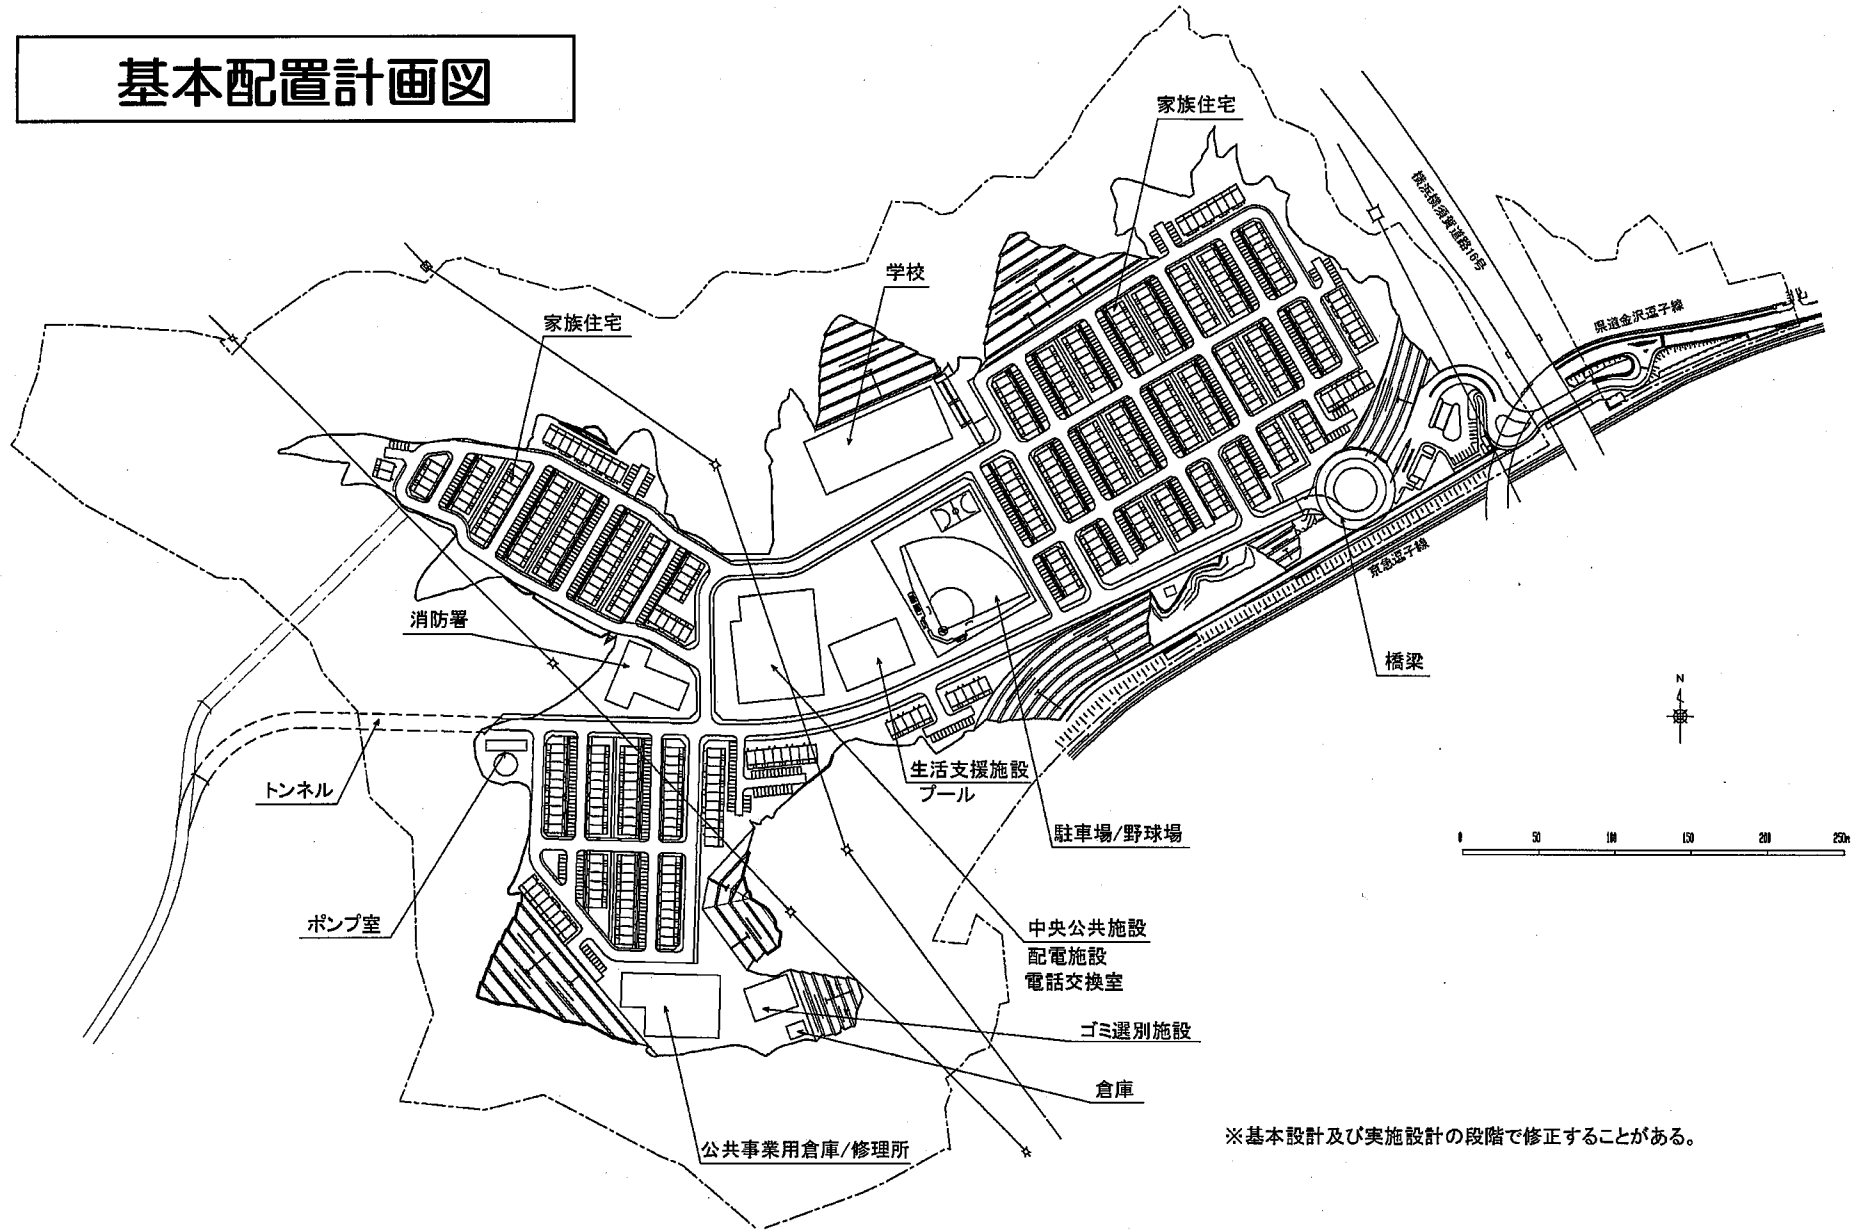 基本配置計画図
家族住宅
横浜横須賀道路16号
学校
県道金沢逗子線
家族住宅
京急逗子線
消防署
橋梁
N
生活支援施設
プール
トンネル
駐車場/野球場
0 50 100 150 200 250m
ポンプ室
中央公共施設
配電施設
電話交換室
ゴミ選別施設
倉庫
公共事業用倉庫/修理所
※基本設計及び実施設計の段階で修正することがある。